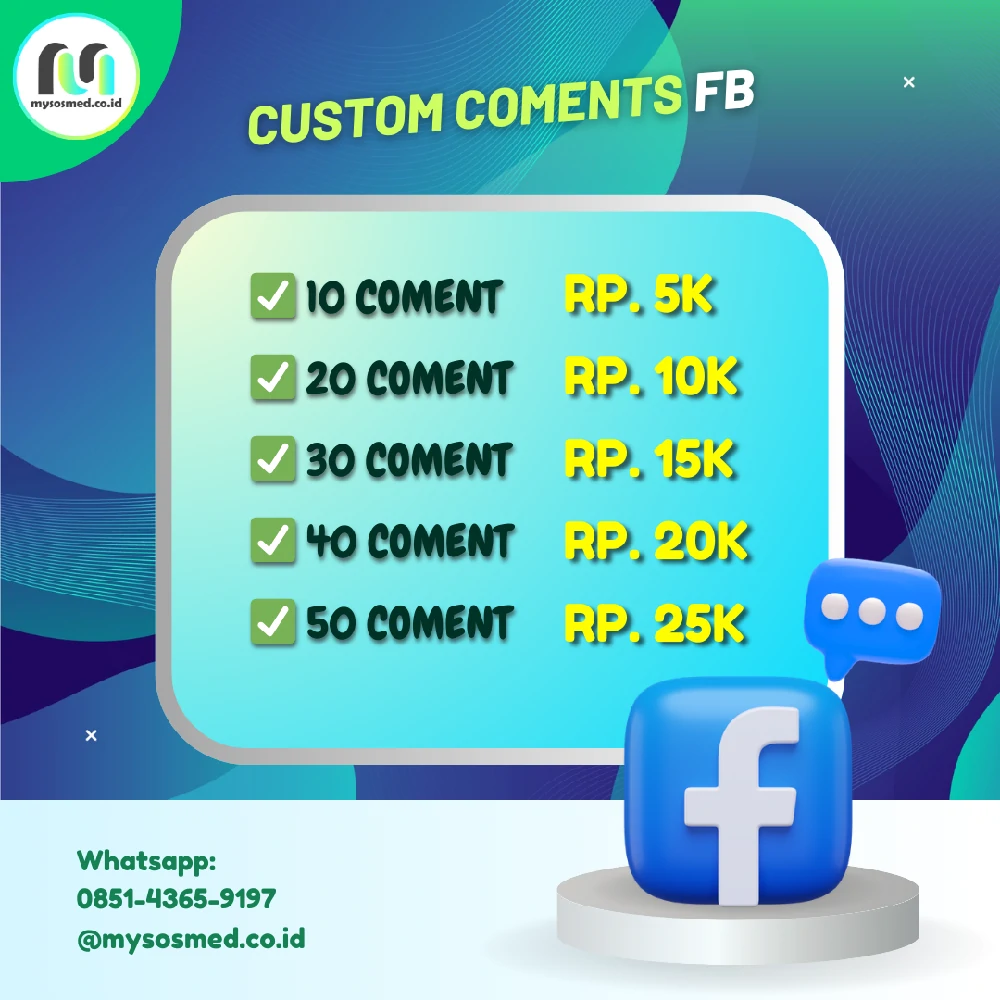 mysosmed.co.id
CUSTOM COMENTS FB
10 COMENT RP. 5K
20 COMENT RP. 10K
30 COMENT RP. 15K
40 COMENT RP. 20K
50 COMENT RP. 25K
Whatsapp:
0851-4365-9197
@mysosmed.co.id